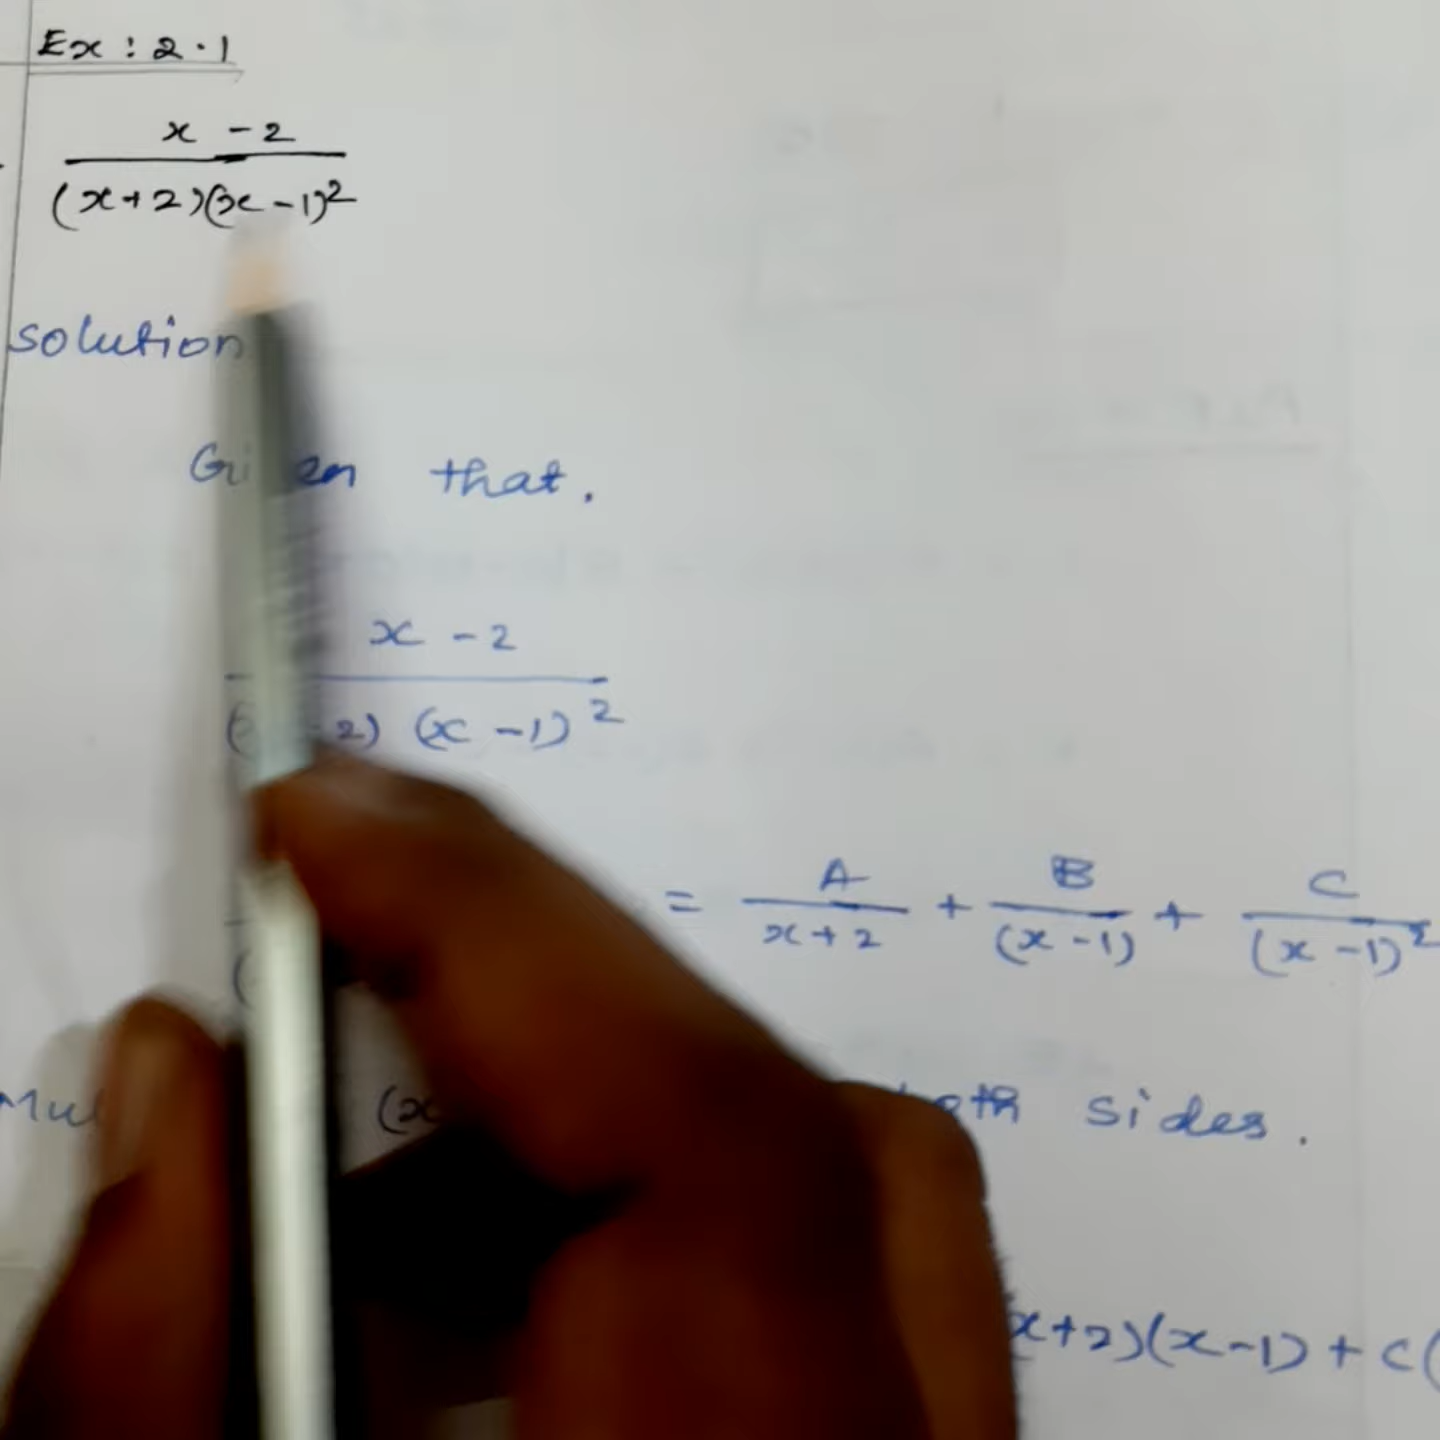 Ex : 2.1
x - 2
(x+2)(x-1)²
solution
that.
x - 2
(x -1)²
= A/x+2 + B/(x-1) + C/(x-1)²
sides.
x+2)(x-1) + C(